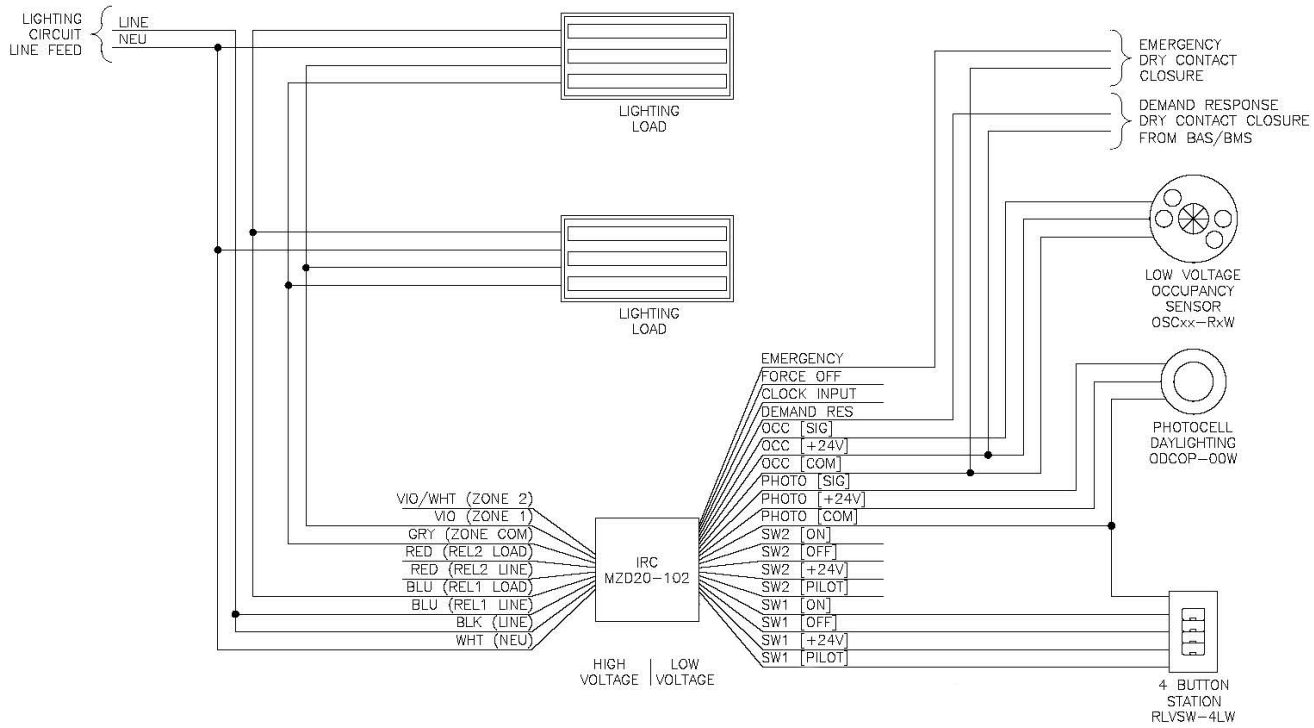 LIGHTING
CIRCUIT
LINE FEED
LINE
NEU
LIGHTING
LOAD
EMERGENCY
DRY CONTACT
CLOSURE
DEMAND RESPONSE
DRY CONTACT CLOSURE
FROM BAS/BMS
LOW VOLTAGE
OCCUPANCY
SENSOR
OSCxx-RxW
LIGHTING
LOAD
PHOTOCELL
DAYLIGHTING
ODCOP-00W
EMERGENCY
FORCE OFF
CLOCK INPUT
DEMAND RES
OCC [SIG]
OCC [+24V]
OCC [COM]
PHOTO [SIG]
PHOTO [+24V]
PHOTO [COM]
SW2 [ON]
SW2 [OFF]
SW2 [+24V]
SW2 [PILOT]
SW1 [ON]
SW1 [OFF]
SW1 [+24V]
SW1 [PILOT]
VIO/WHT (ZONE 2)
VIO (ZONE 1)
GRY (ZONE COM)
RED (REL2 LOAD)
RED (REL2 LINE)
BLU (REL1 LOAD)
BLU (REL1 LINE)
BLK (LINE)
WHT (NEU)
IRC
MZD20-102
HIGH
VOLTAGE
LOW
VOLTAGE
4 BUTTON
STATION
RLVSW-4LW